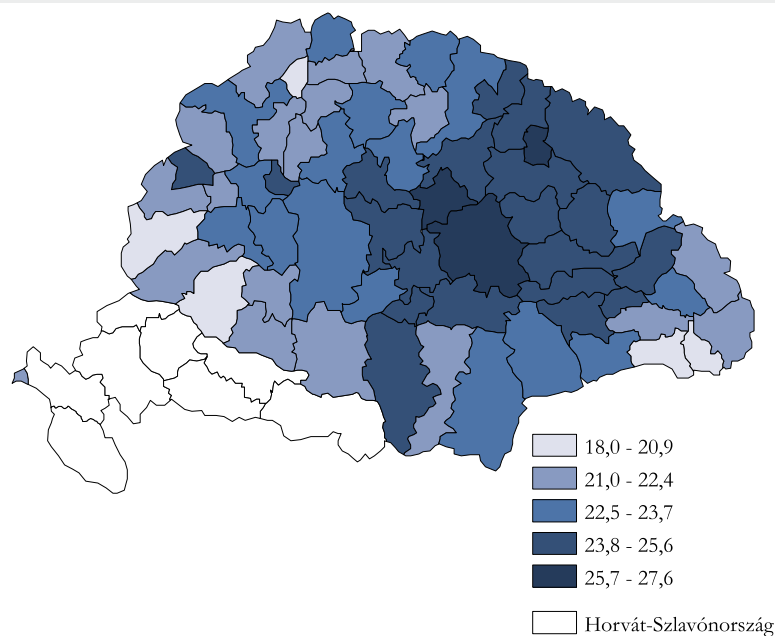 18,0 - 20,9
21,0 - 22,4
22,5 - 23,7
23,8 - 25,6
25,7 - 27,6
Horvát-Szlavónország